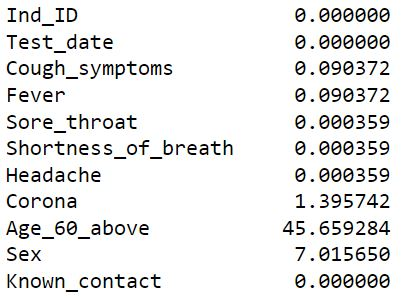 Ind_ID 0.000000
Test_date 0.000000
Cough_symptoms 0.090372
Fever 0.090372
Sore_throat 0.000359
Shortness_of_breath 0.000359
Headache 0.000359
Corona 1.395742
Age_60_above 45.659284
Sex 7.015650
Known_contact 0.000000